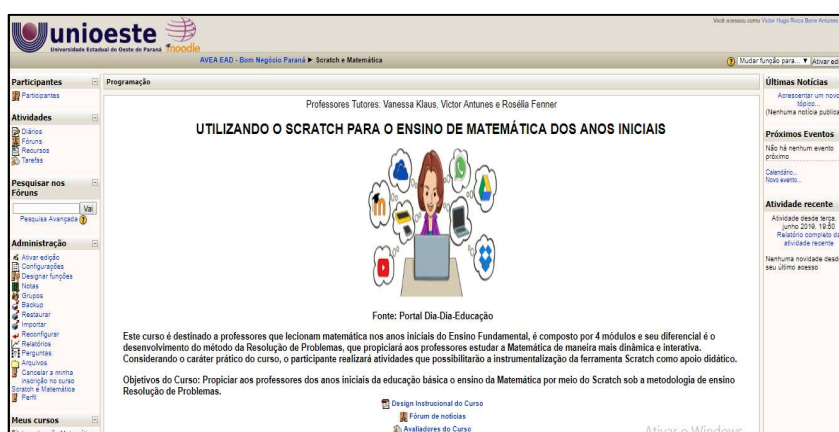 unioeste
Universidade Estadual do Oeste do Paraná
moodle
Você acessou como Victor Hugo Ricco Bone Antunes
AVEA EAD - Bom Negócio Paraná ► Scratch e Matemática
Mudar função para...
Ativar edi
Participantes
Participantes
Atividades
Diários
Fóruns
Recursos
Tarefas
Pesquisar nos
Fóruns
Vai
Pesquisa Avançada
Administração
Ativar edição
Configurações
Designar funções
Notas
Grupos
Backup
Restaurar
Importar
Reconfigurar
Relatórios
Perguntas
Arquivos
Cancelar a minha
inscrição no curso
Scratch e Matemática
Perfil
Meus cursos
Programação
Professores Tutores: Vanessa Klaus, Victor Antunes e Rosélia Fenner
UTILIZANDO O SCRATCH PARA O ENSINO DE MATEMÁTICA DOS ANOS INICIAIS
Fonte: Portal Dia-Dia-Educação
Este curso é destinado a professores que lecionam matemática nos anos iniciais do Ensino Fundamental, é composto por 4 módulos e seu diferencial é o
desenvolvimento do método da Resolução de Problemas, que propiciará aos professores estudar a Matemática de maneira mais dinâmica e interativa.
Considerando o caráter prático do curso, o participante realizará atividades que possibilitarão a instrumentalização da ferramenta Scratch como apoio didático.
Objetivos do Curso: Propiciar aos professores dos anos iniciais da educação básica o ensino da Matemática por meio do Scratch sob a metodologia de ensino
Resolução de Problemas.
Design Instrucional do Curso
Fórum de notícias
Avaliadores do Curso
Ativar o Windows
Últimas Notícias
Acrescentar um novo
tópico...
(Nenhuma notícia publica
Próximos Eventos
Não há nenhum evento
próximo
Calendário...
Novo evento...
Atividade recente
Atividade desde terça,
junho 2019, 19:50
Relatório completo da
atividade recente
Nenhuma novidade desd
seu último acesso